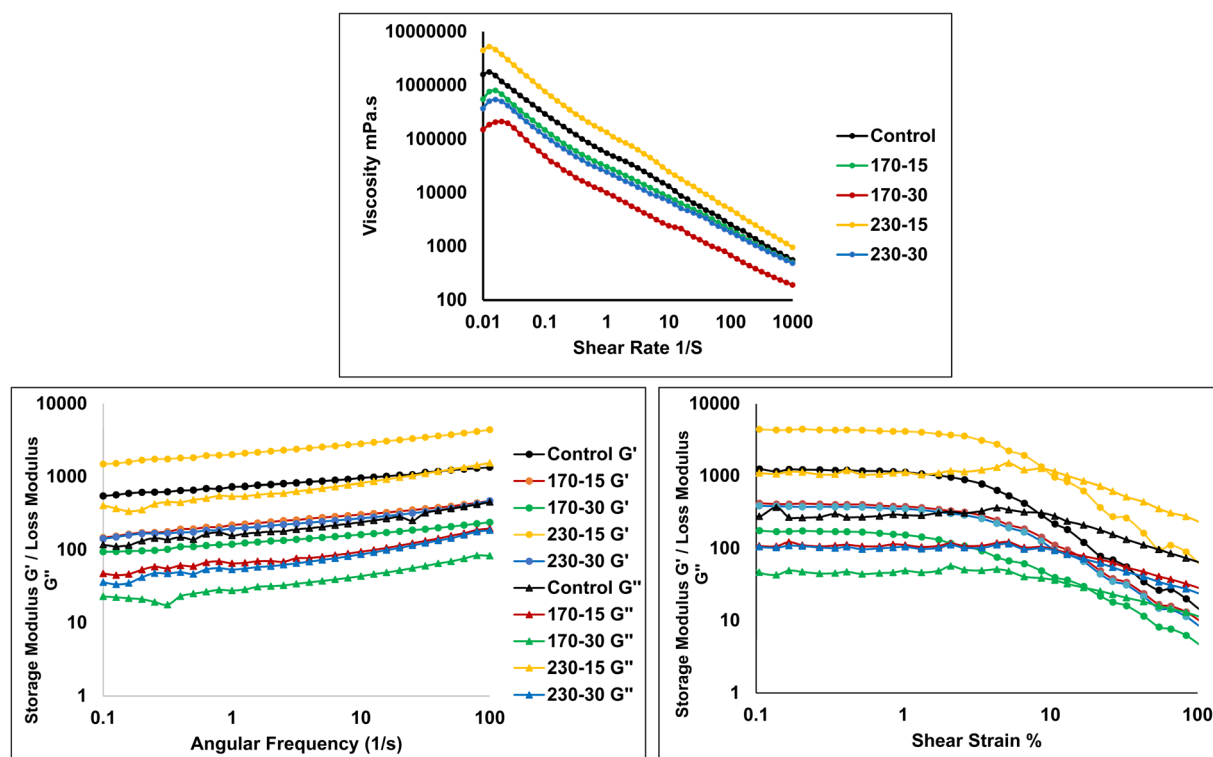 10000000
1000000
100000
10000
1000
100
Viscosity mPa.s
0.01 0.1 1 10 100 1000
Shear Rate 1/S
Control
170-15
170-30
230-15
230-30
10000
1000
100
10
1
Storage Modulus G' / Loss Modulus
G"
0.1 1 10 100
Angular Frequency (1/s)
Control G'
170-15 G'
170-30 G'
230-15 G'
230-30 G'
Control G"
170-15 G"
170-30 G"
230-15 G"
230-30 G"
10000
1000
100
10
1
Storage Modulus G' / Loss Modulus
G"
0.1 1 10 100
Shear Strain %